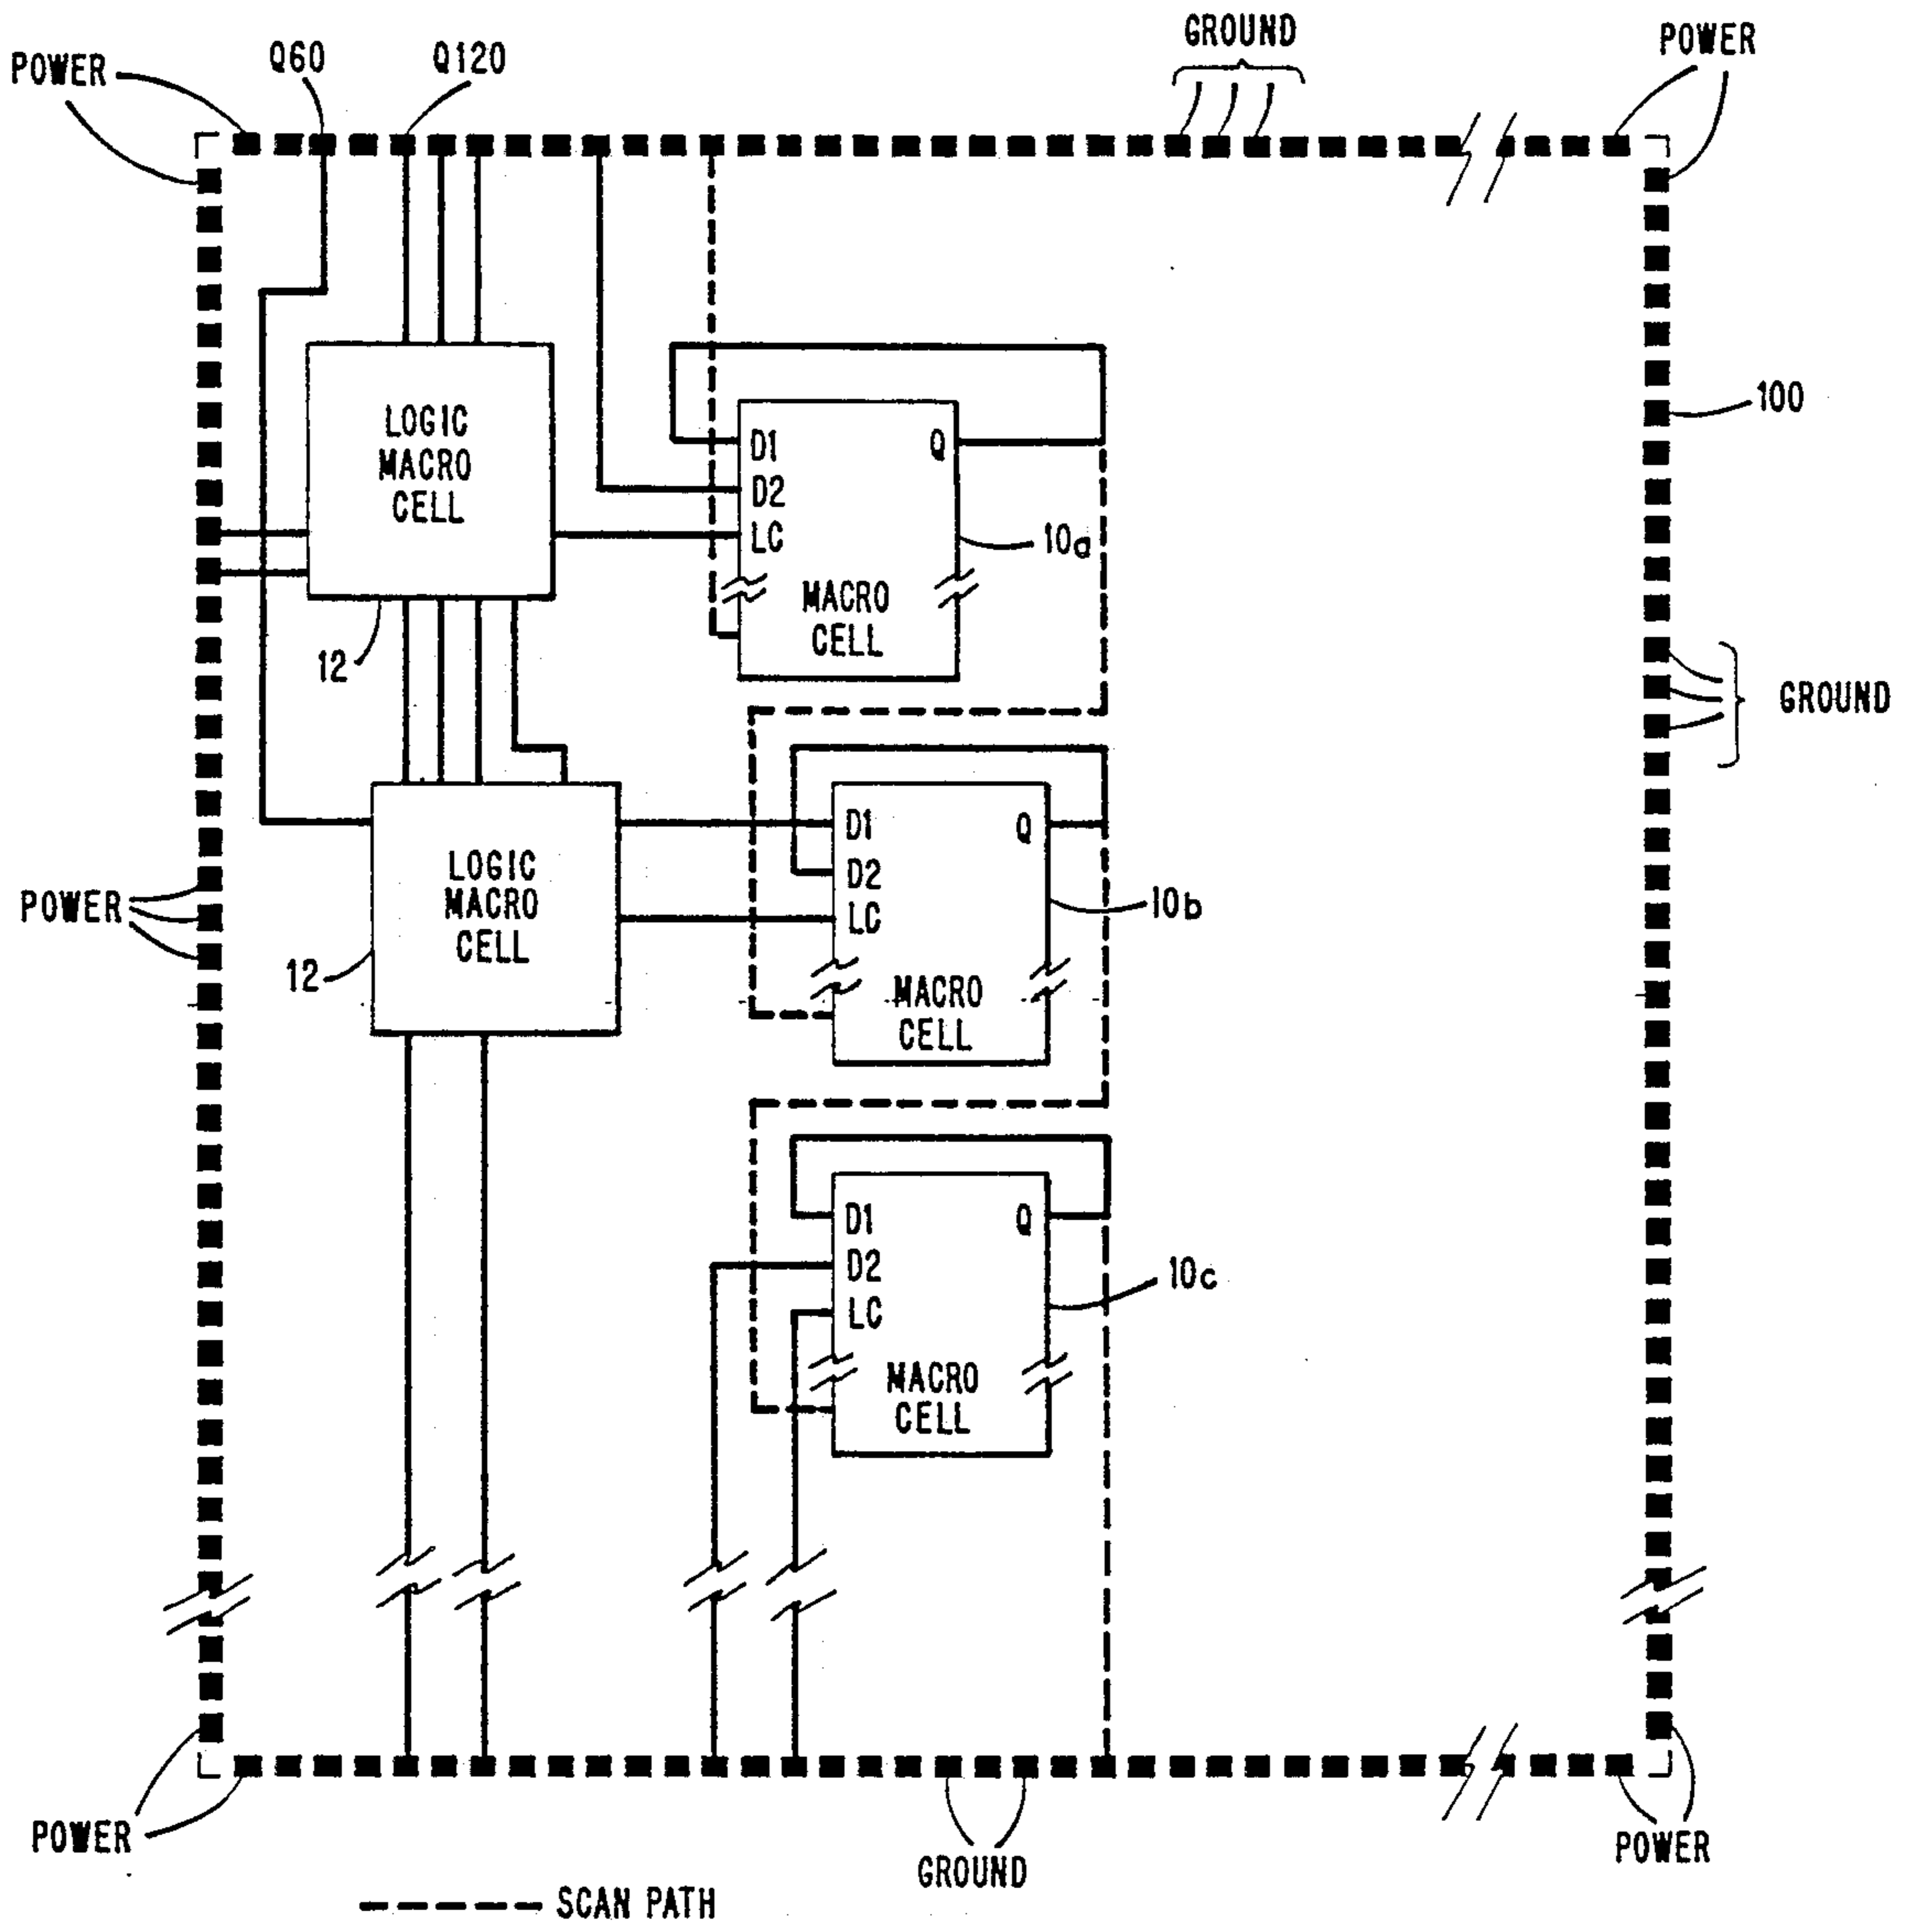 GROUND
POWER
Q60
Q120
POWER
100
LOGIC
MACRO
CELL
D1
Q
D2
LC
10a
MACRO
CELL
12
GROUND
LOGIC
MACRO
CELL
D1
Q
D2
LC
10b
POWER
12
MACRO
CELL
D1
Q
D2
LC
10c
MACRO
CELL
POWER
GROUND
POWER
SCAN PATH